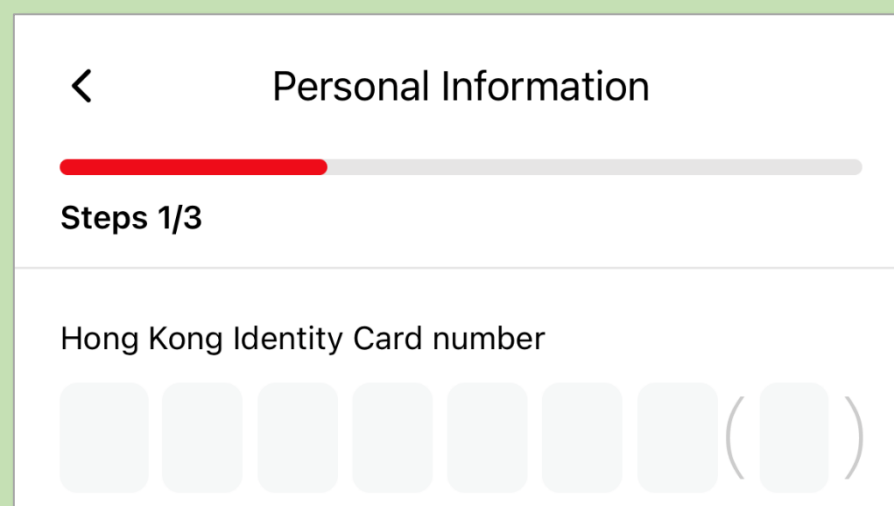 Personal Information
Steps 1/3
Hong Kong Identity Card number
( )